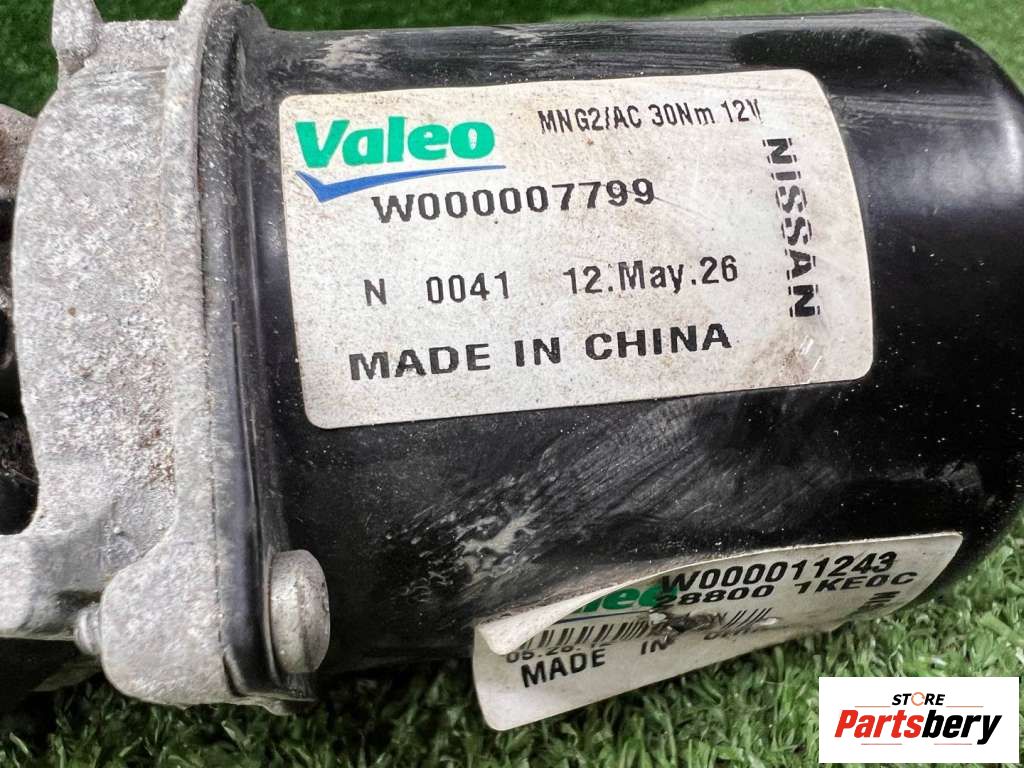 Valeo
MNG2/AC 30Nm 12V
W000007799
N 0041 12.May.26
MADE IN CHINA
NISSAN
W000011243
28800 1KE0C
MADE IN
STORE
Partsbery